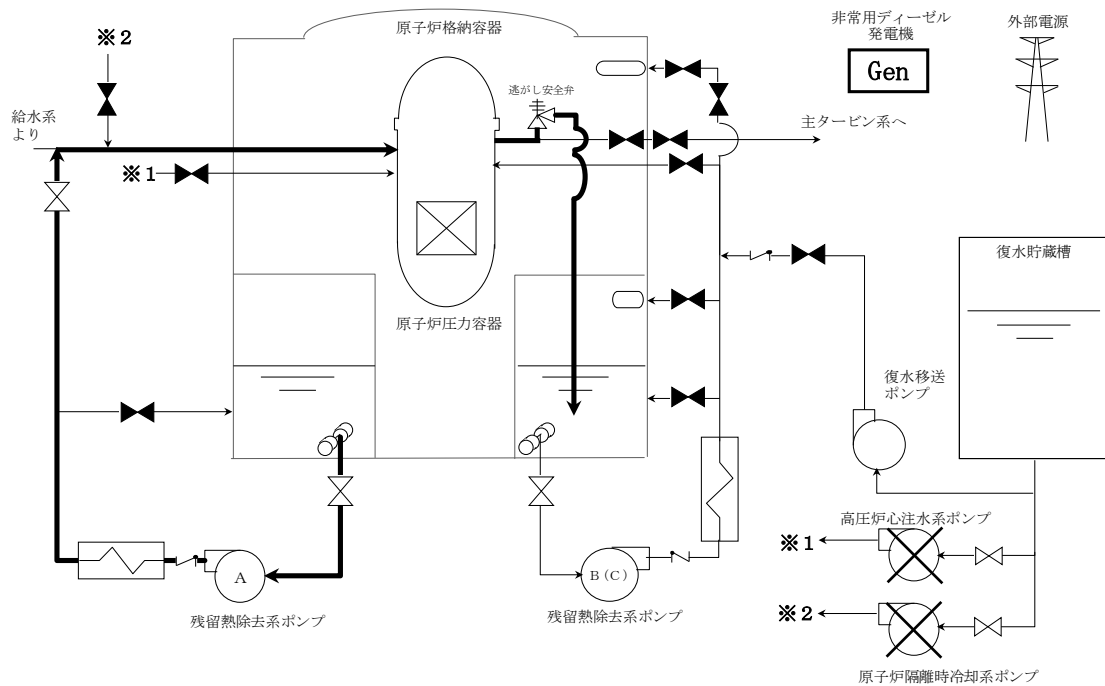 非常用ディーゼル
発電機
外部電源
原子炉格納容器
※2
Gen
逃がし安全弁
給水系
より
主タービン系へ
※1
復水貯蔵槽
原子炉圧力容器
復水移送
ポンプ
高圧炉心注水系ポンプ
※1
A
B(C)
残留熱除去系ポンプ
残留熱除去系ポンプ
※2
原子炉隔離時冷却系ポンプ